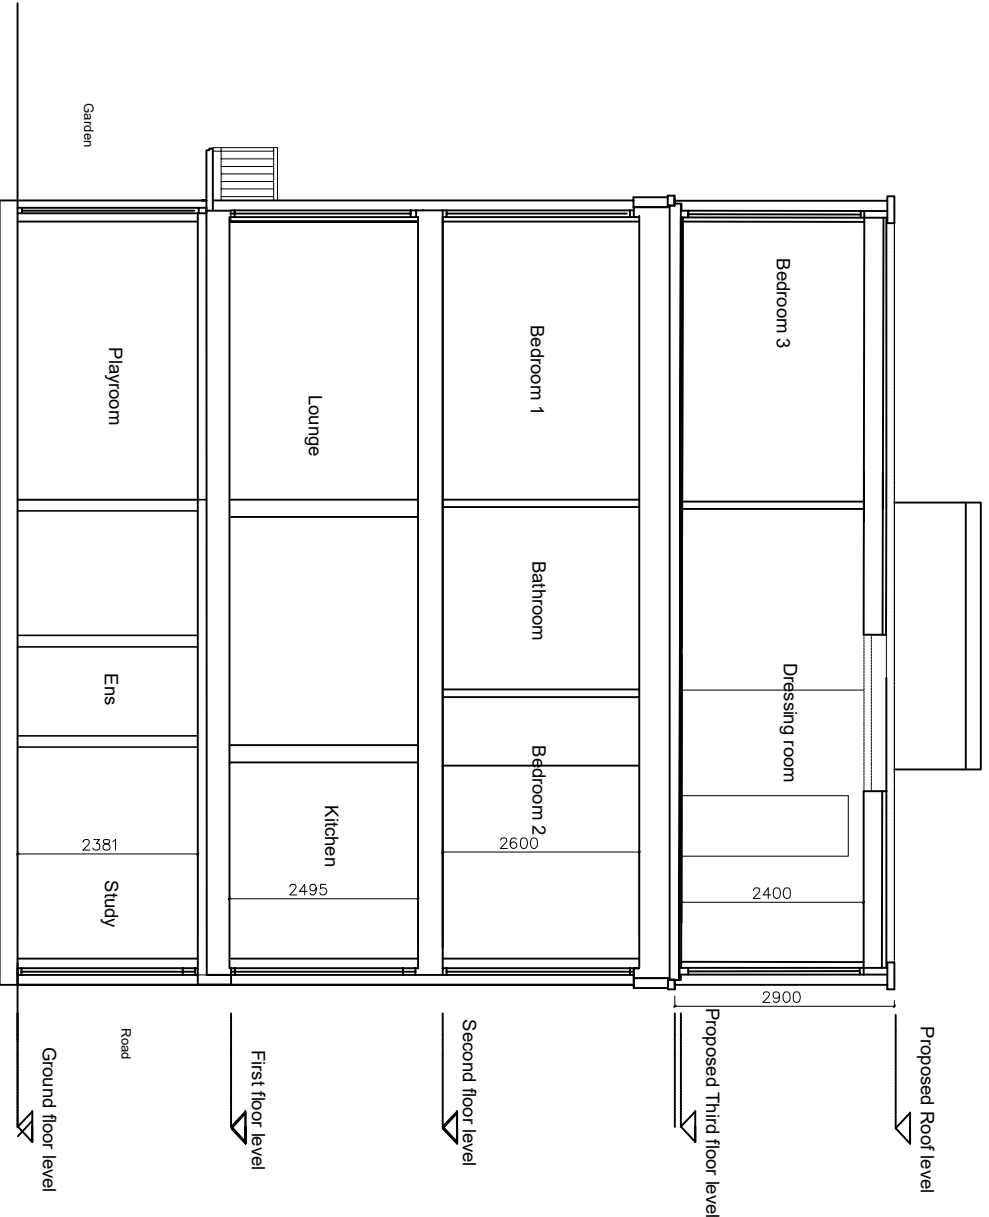 Proposed Roof level
2900
Bedroom 3
Dressing room
2400
Proposed Third floor level
Bedroom 1
Bathroom
Bedroom 2
2600
Second floor level
Lounge
Kitchen
2495
First floor level
Garden
Playroom
Ens
2381
Study
Road
Ground floor level